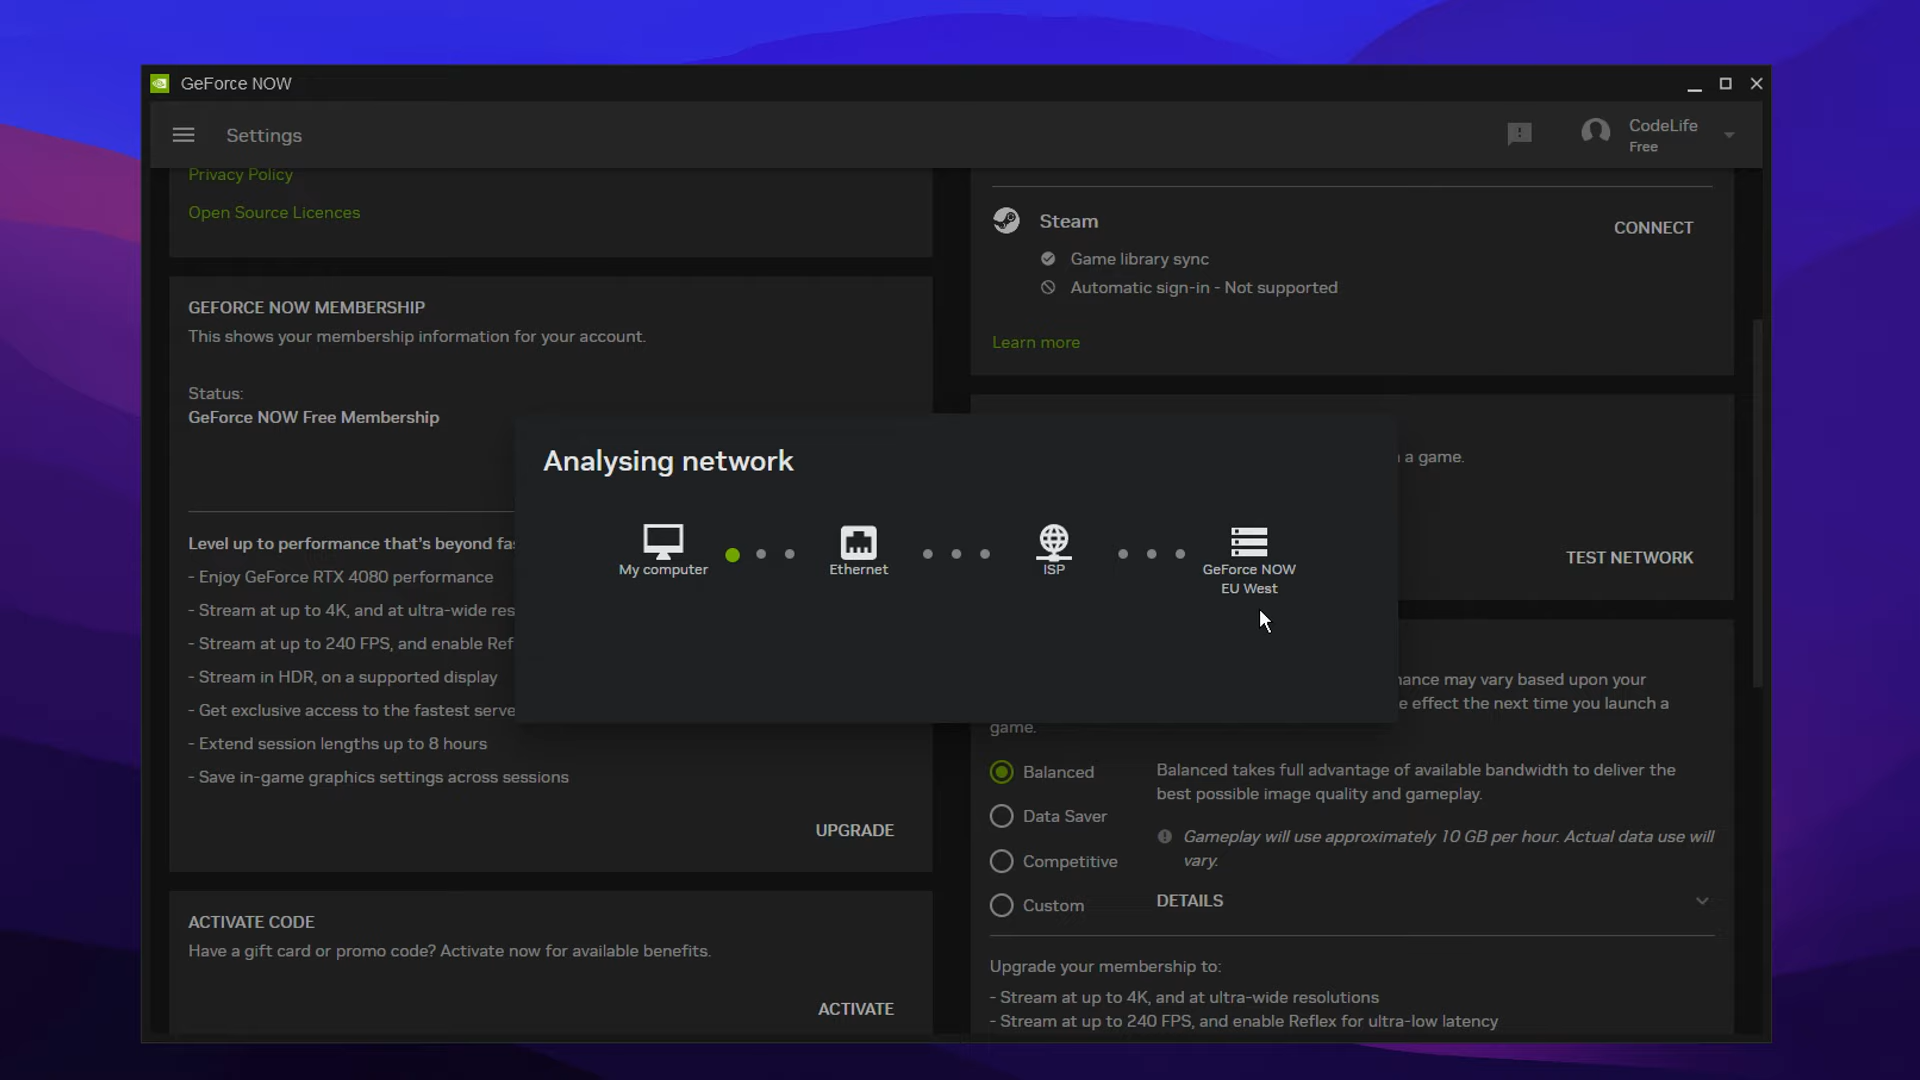 GeForce NOW
Settings
CodeLife
Free
Privacy Policy
Open Source Licences
GEFORCE NOW MEMBERSHIP
This shows your membership information for your account.
Status:
GeForce NOW Free Membership
Level up to performance that's beyond
- Enjoy GeForce RTX 4080 performance
- Stream at up to 4K, and at ultra-wide
- Stream at up to 240 FPS, and enable
- Stream in HDR, on a supported display
- Get exclusive access to the fastest
- Extend session lengths up to 8 hours
- Save in-game graphics settings across sessions
UPGRADE
ACTIVATE CODE
Have a gift card or promo code? Activate now for available benefits.
ACTIVATE
Steam
CONNECT
Game library sync
Automatic sign-in - Not supported
Learn more
a game.
TEST NETWORK
Analysing network
My computer
Ethernet
ISP
GeForce NOW
EU West
may vary based upon your
effect the next time you launch a
game.
Balanced
Data Saver
Competitive
Custom
Balanced takes full advantage of available bandwidth to deliver the
best possible image quality and gameplay.
Gameplay will use approximately 10 GB per hour. Actual data use will
vary.
DETAILS
Upgrade your membership to:
- Stream at up to 4K, and at ultra-wide resolutions
- Stream at up to 240 FPS, and enable Reflex for ultra-low latency